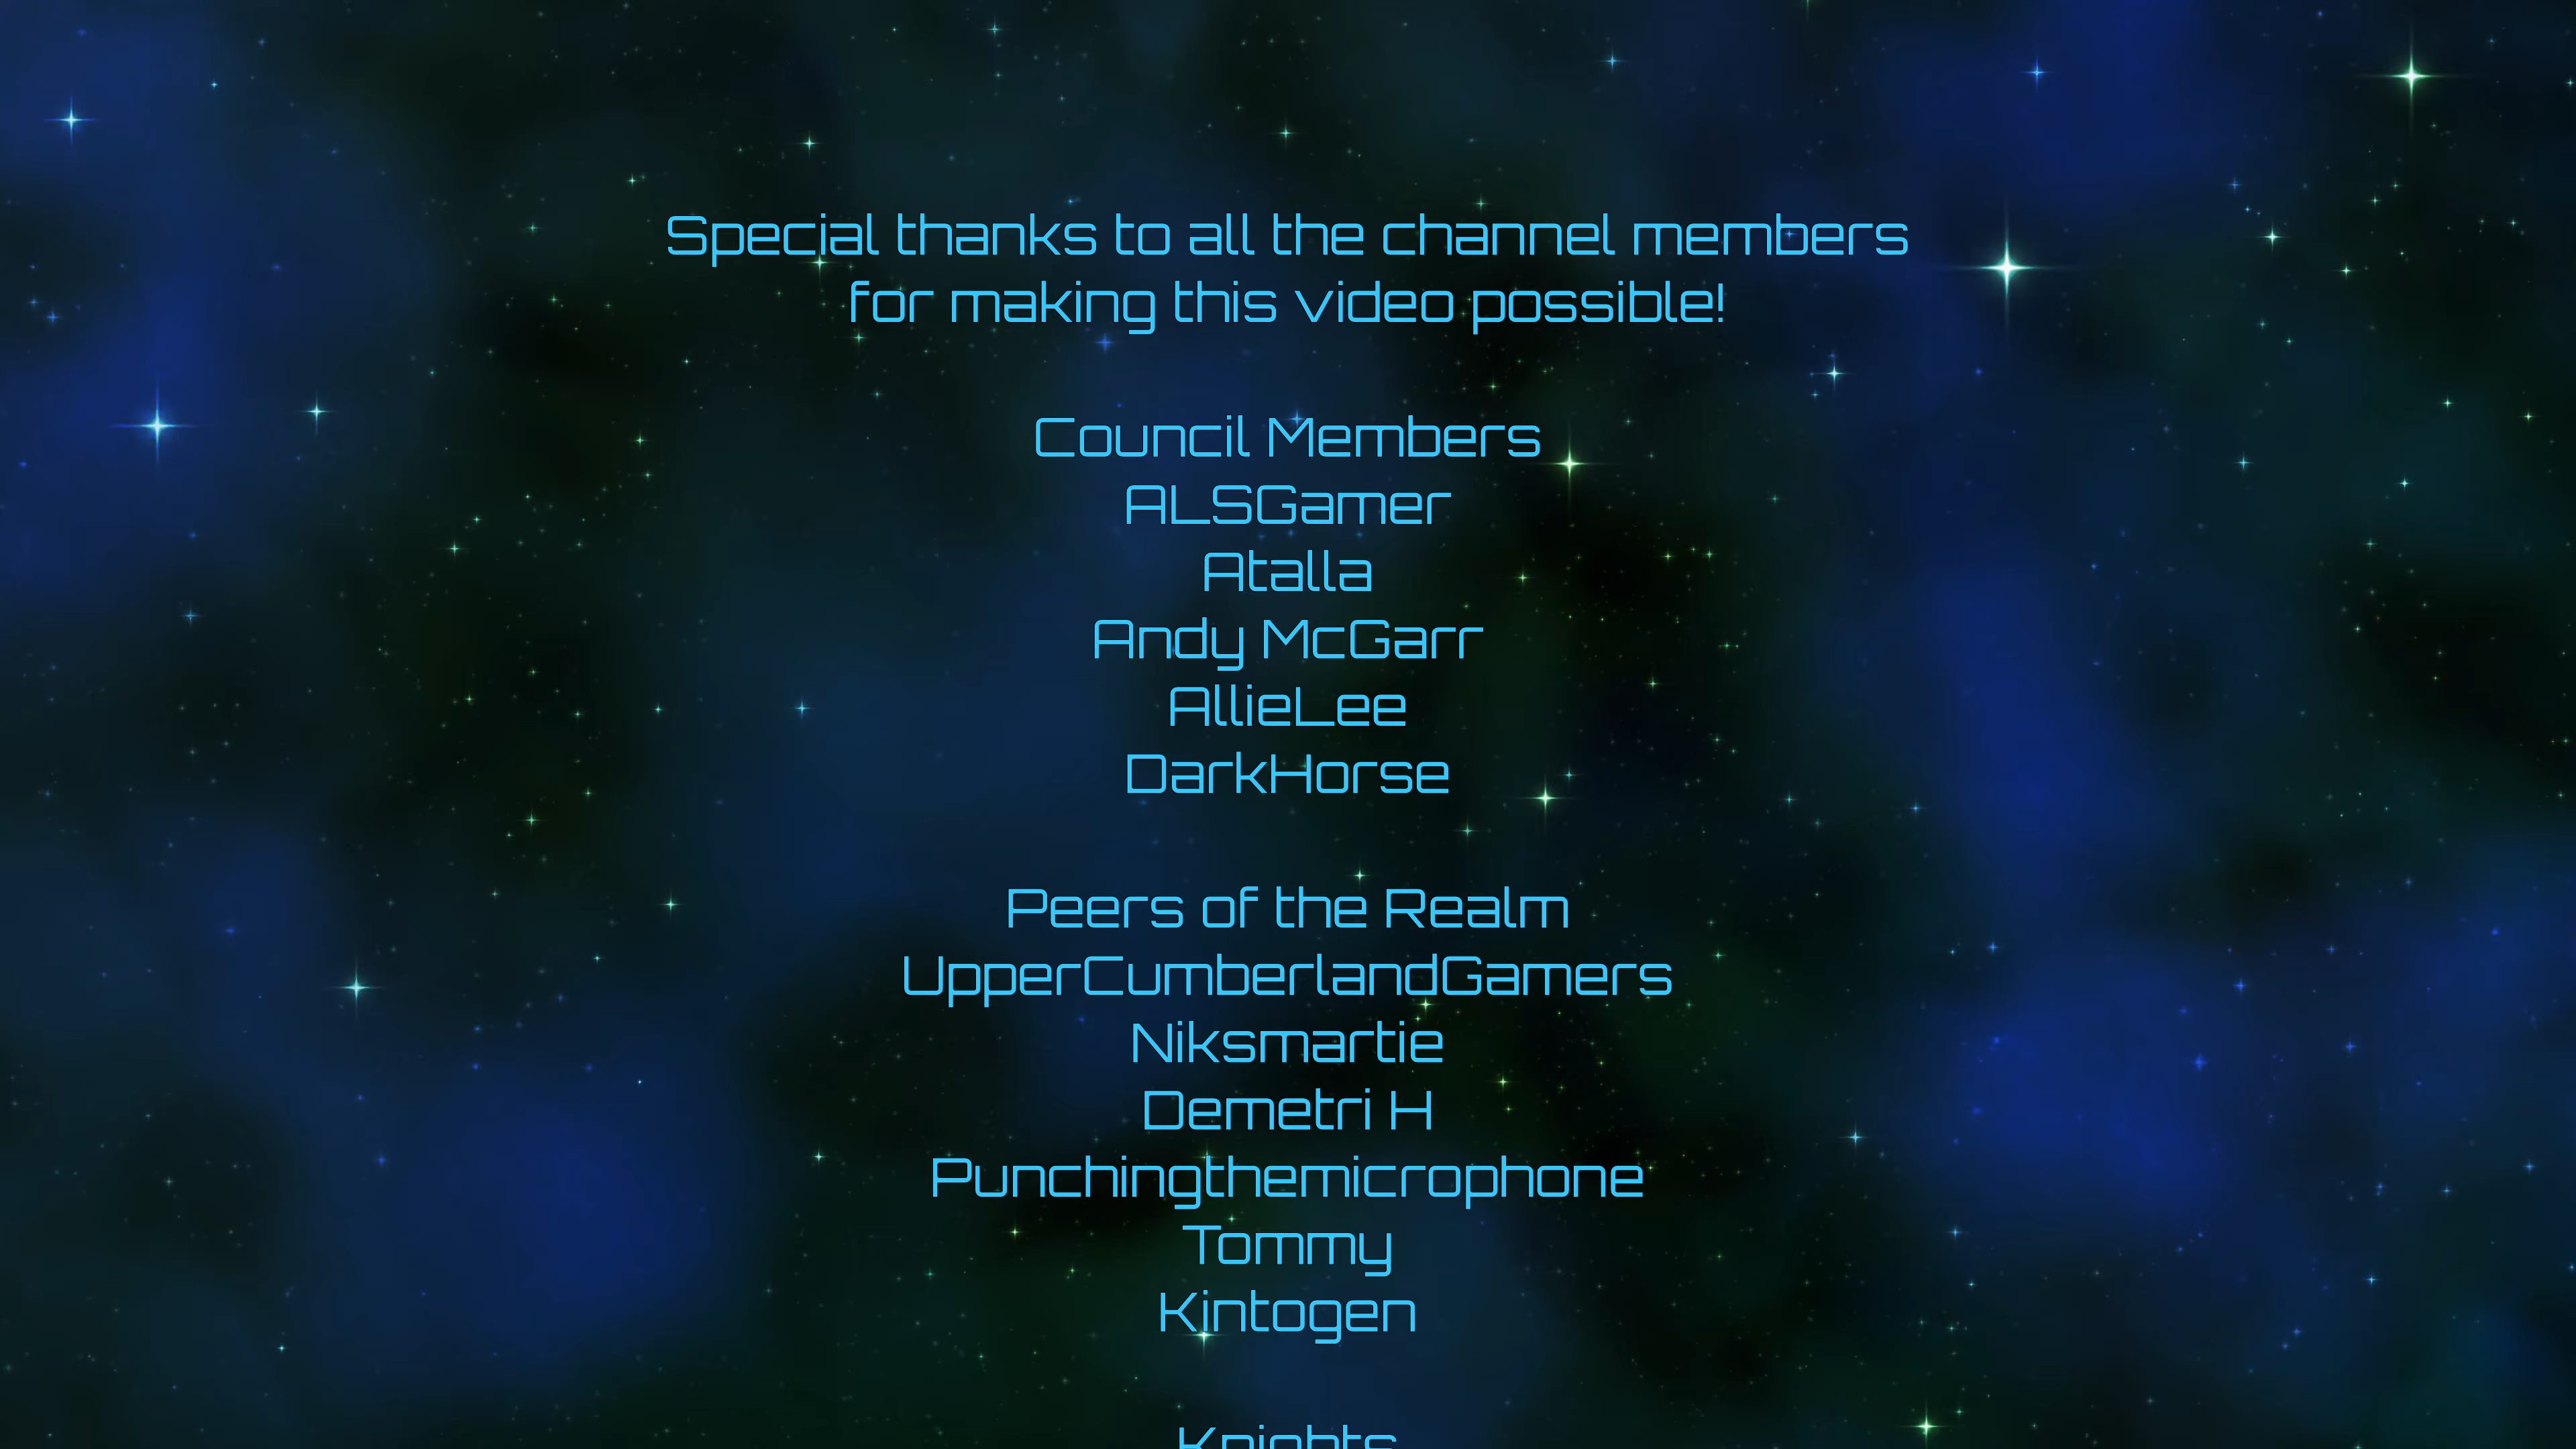 Special thanks to all the channel members
for making this video possible!
Council Members
ALSGamer
Atalla
Andy McGarr
AllieLee
DarkHorse
Peers of the Realm
UpperCumberlandGamers
Niksmartie
Demetri H
Punchingthemicrophone
Tommy
Kintogen
Knights